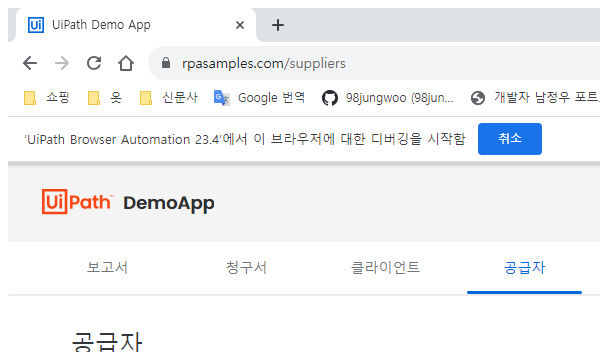 UiPath Demo App
rpasamples.com/suppliers
쇼핑 옷 신문사 Google 번역 98jungwoo (98jun... 개발자 남정우 포트
'UiPath Browser Automation 23.4'에서 이 브라우저에 대한 디버깅을 시작함 취소
UiPath™ DemoApp
보고서 청구서 클라이언트 공급자
공급자